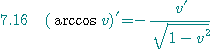 7.16 ( arccos v)′=− v′/√(1 − v²)